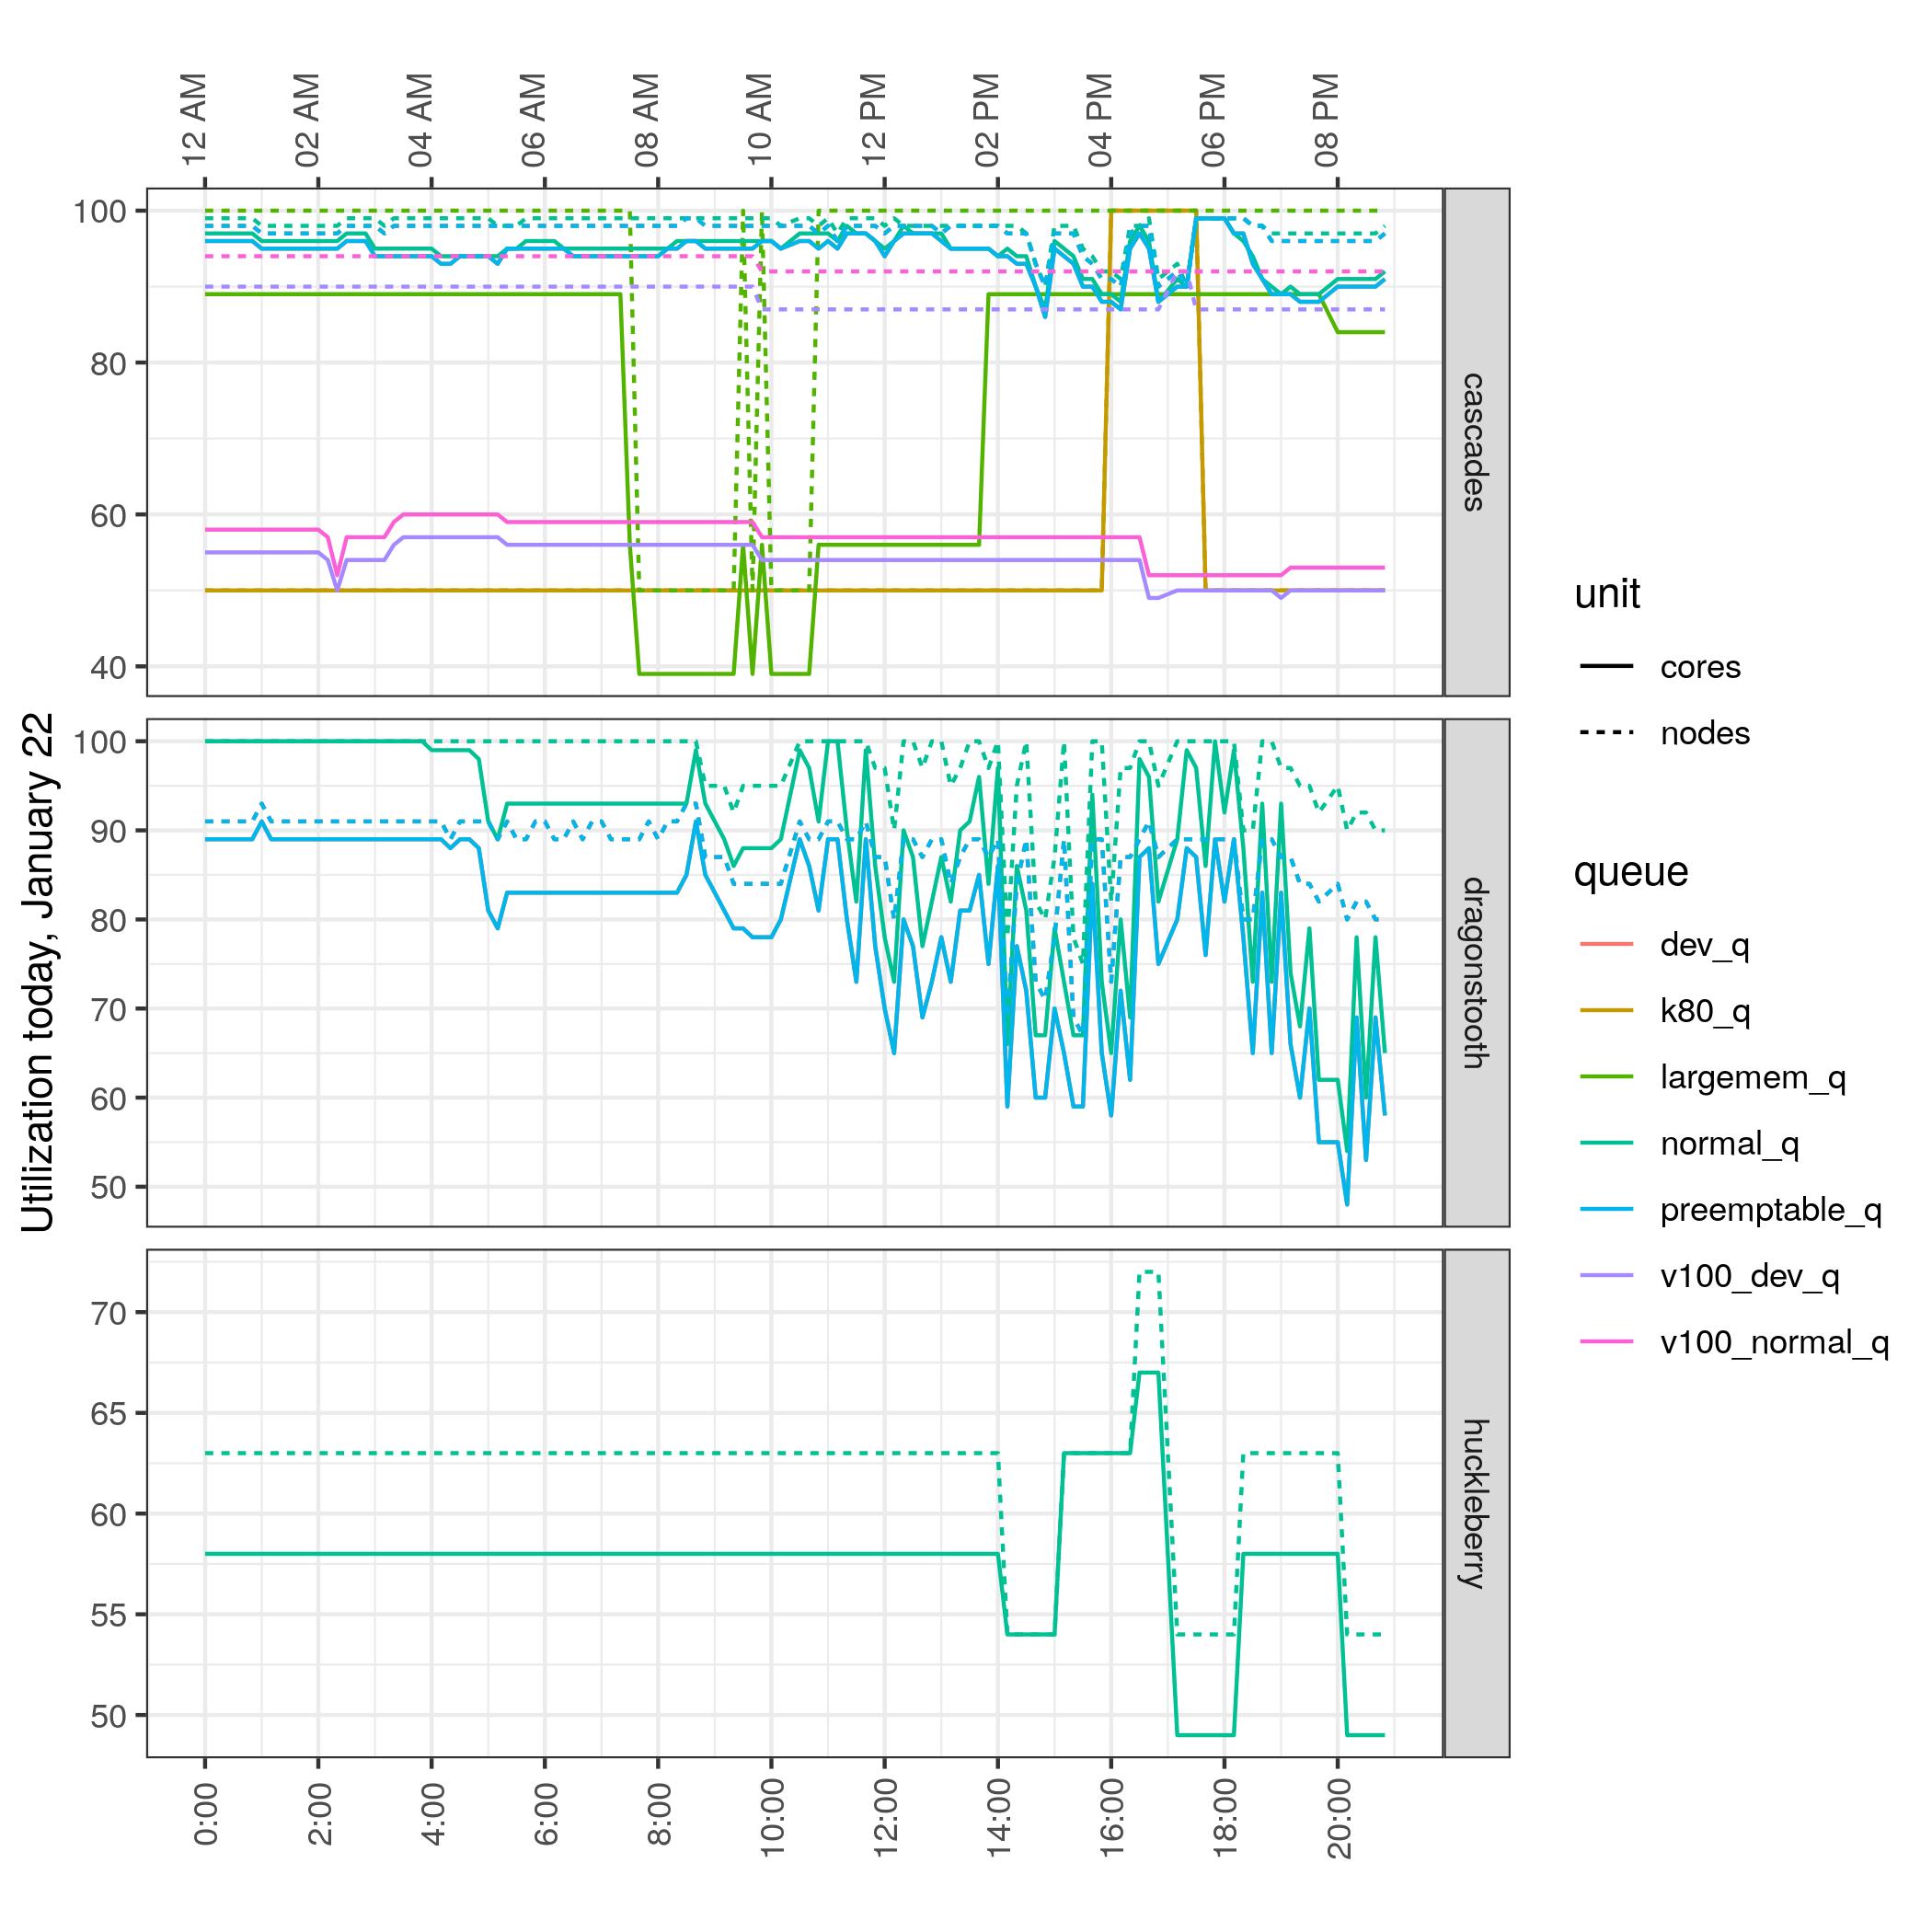 12 AM
02 AM
04 AM
06 AM
08 AM
10 AM
12 PM
02 PM
04 PM
06 PM
08 PM
Utilization today, January 22
100
80
60
40
cascades
100
90
80
70
60
50
dragonstooth
70
65
60
55
50
huckleberry
0:00
2:00
4:00
6:00
8:00
10:00
12:00
14:00
16:00
18:00
20:00
unit
cores
nodes
queue
dev_q
k80_q
largemem_q
normal_q
preemptable_q
v100_dev_q
v100_normal_q